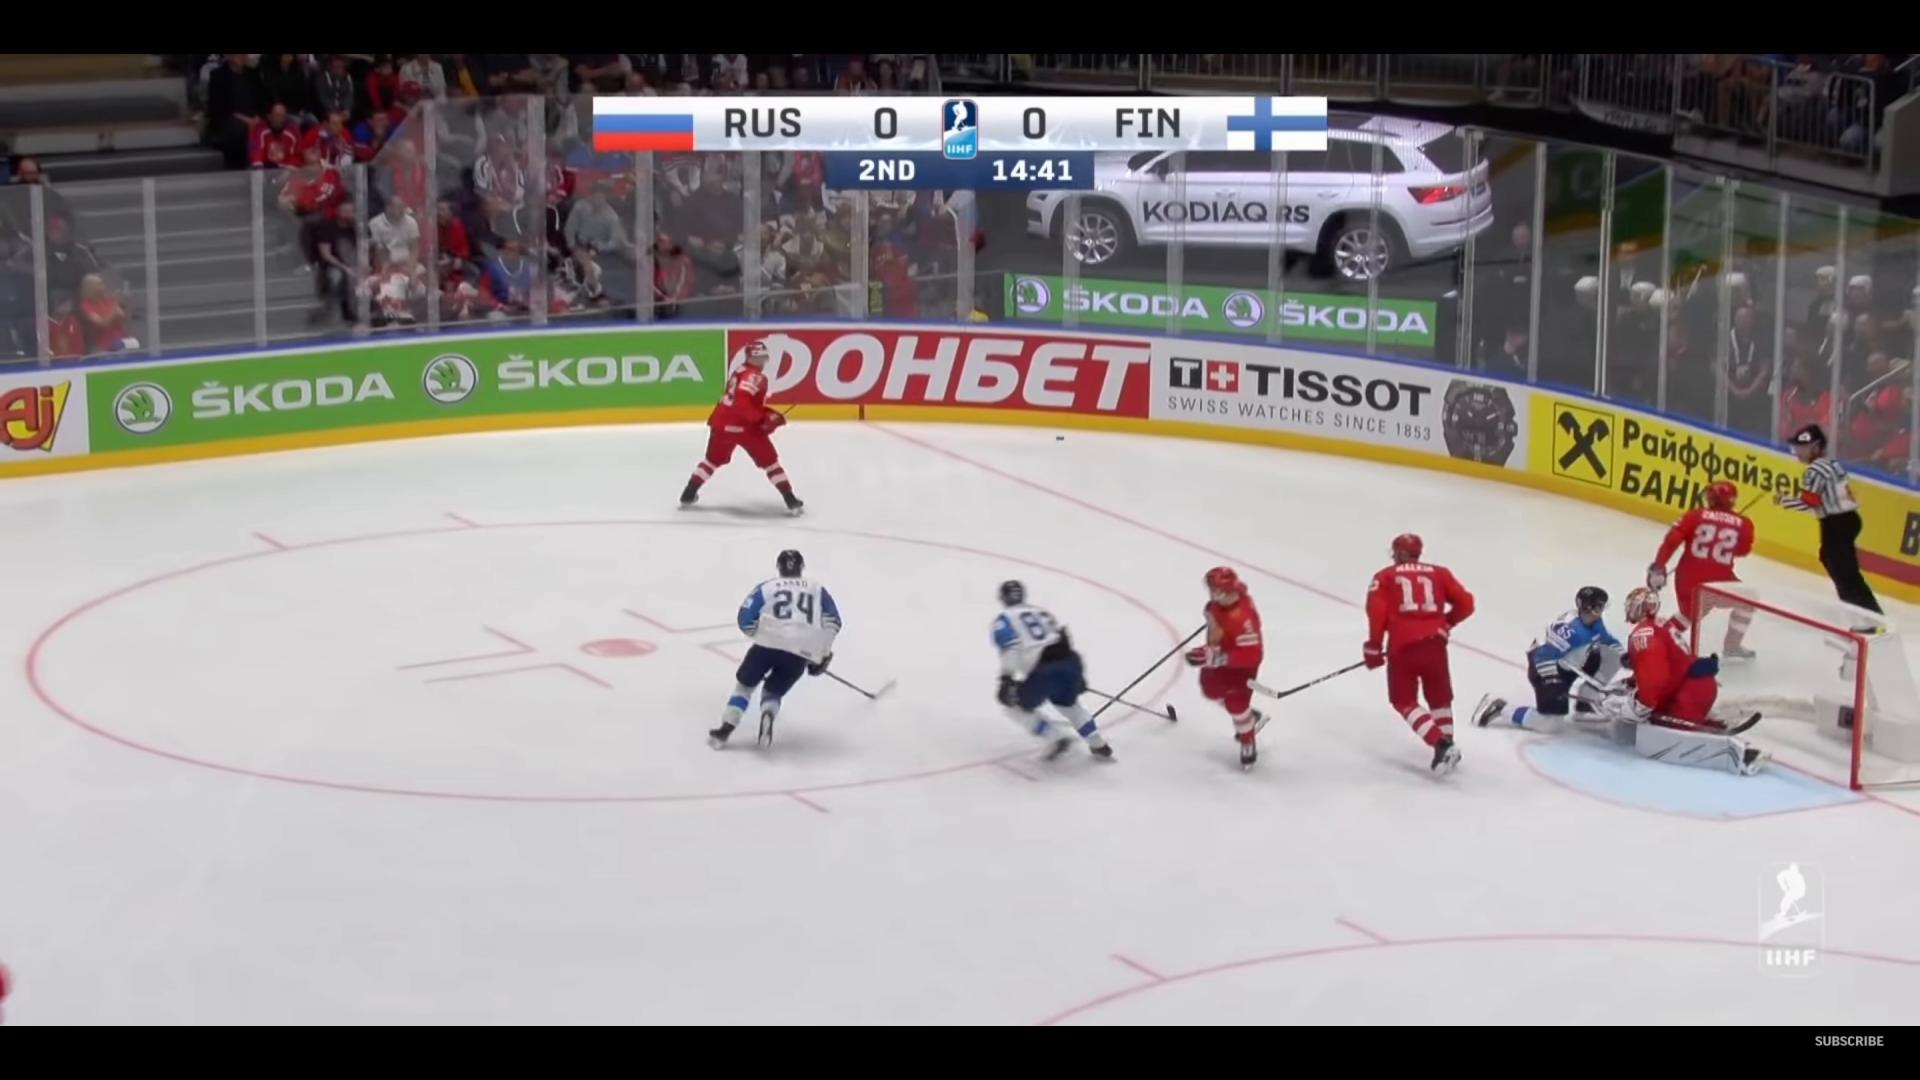 RUS 0 IIHF 0 FIN
2ND 14:41
KODIAQ RS
ŠKODA ŠKODA
ŠKODA ŠKODA
ФОНБЕТ
T+TISSOT
SWISS WATCHES SINCE 1853
Райффайзен
БАНК
22
11
24
65
IIHF
SUBSCRIBE